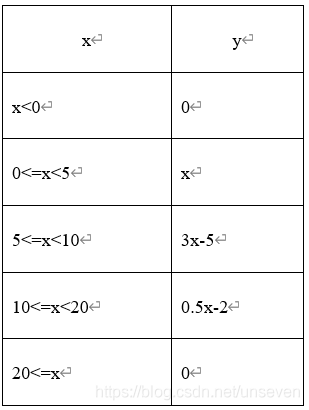 x y
x<0 0
0<=x<5 x
5<=x<10 3x-5
10<=x<20 0.5x-2
20<=x 0
https://blog.csdn.net/unseven